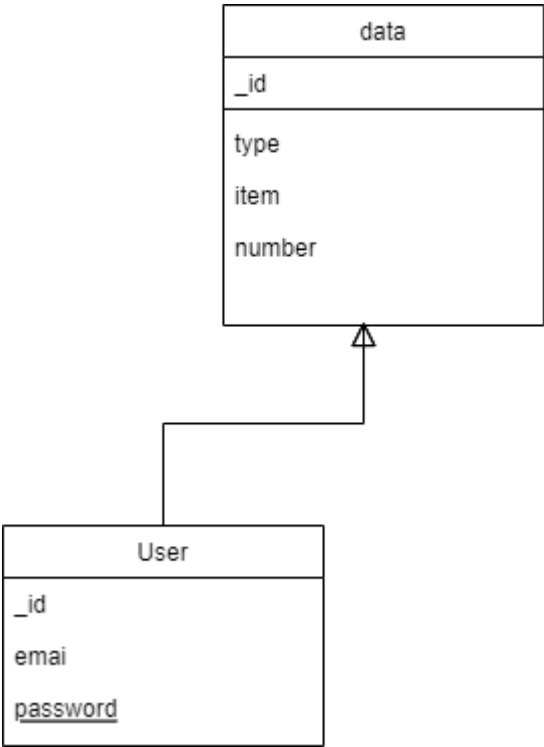 data
_id
type
item
number
User
_id
emai
password